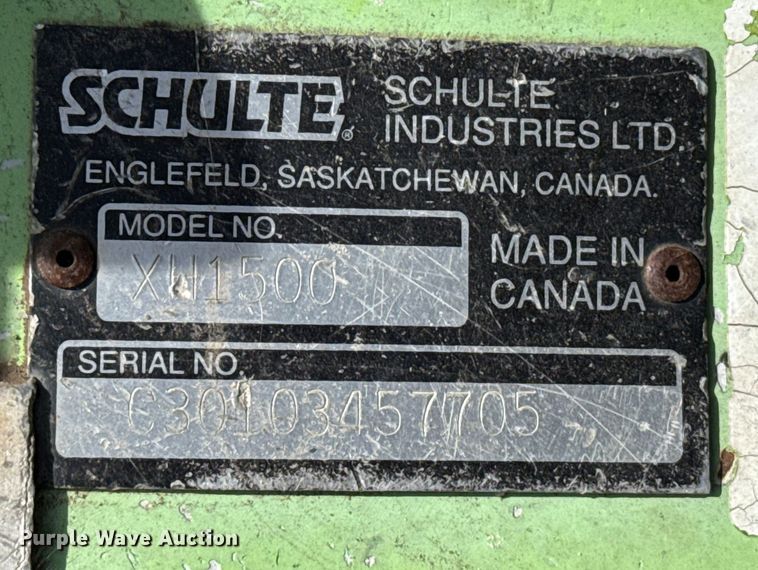 SCHULTE®
SCHULTE
INDUSTRIES LTD.
ENGLEFELD, SASKATCHEWAN, CANADA.
MODEL NO.
XH1500
MADE IN
CANADA
SERIAL NO.
C30103457705
Purple Wave Auction